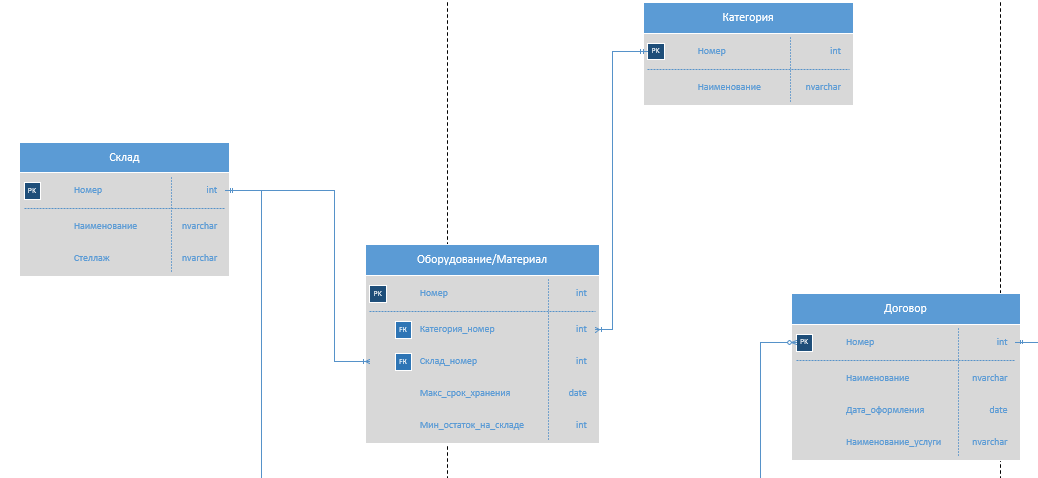 Категория
PK Номер int
Наименование nvarchar
Склад
PK Номер int
Наименование nvarchar
Стеллаж nvarchar
Оборудование/Материал
PK Номер int
FK Категория_номер int
FK Склад_номер int
Макс_срок_хранения date
Мин_остаток_на_складе int
Договор
PK Номер int
Наименование nvarchar
Дата_оформления date
Наименование_услуги nvarchar